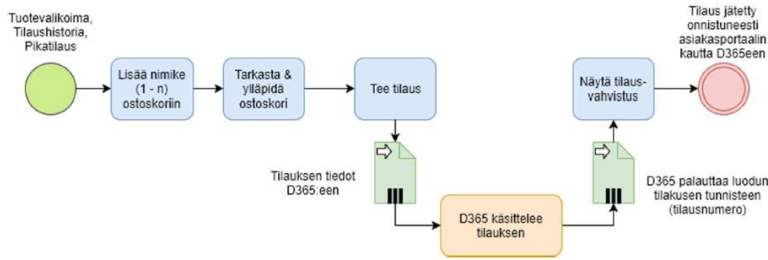 Tuotevalikoima,
Tilaushistoria,
Pikatilaus
Lisää nimike
(1 - n)
ostoskoriin
Tarkasta &
ylläpidä
ostoskori
Tee tilaus
Näytä tilaus-
vahvistus
Tilaus jätetty
onnistuneesti
asiakasportaalin
kautta D365een
Tilauksen tiedot
D365:een
D365 käsittelee
tilauksen
D365 palauttaa luodun
tilakusen tunnisteen
(tilausnumero)